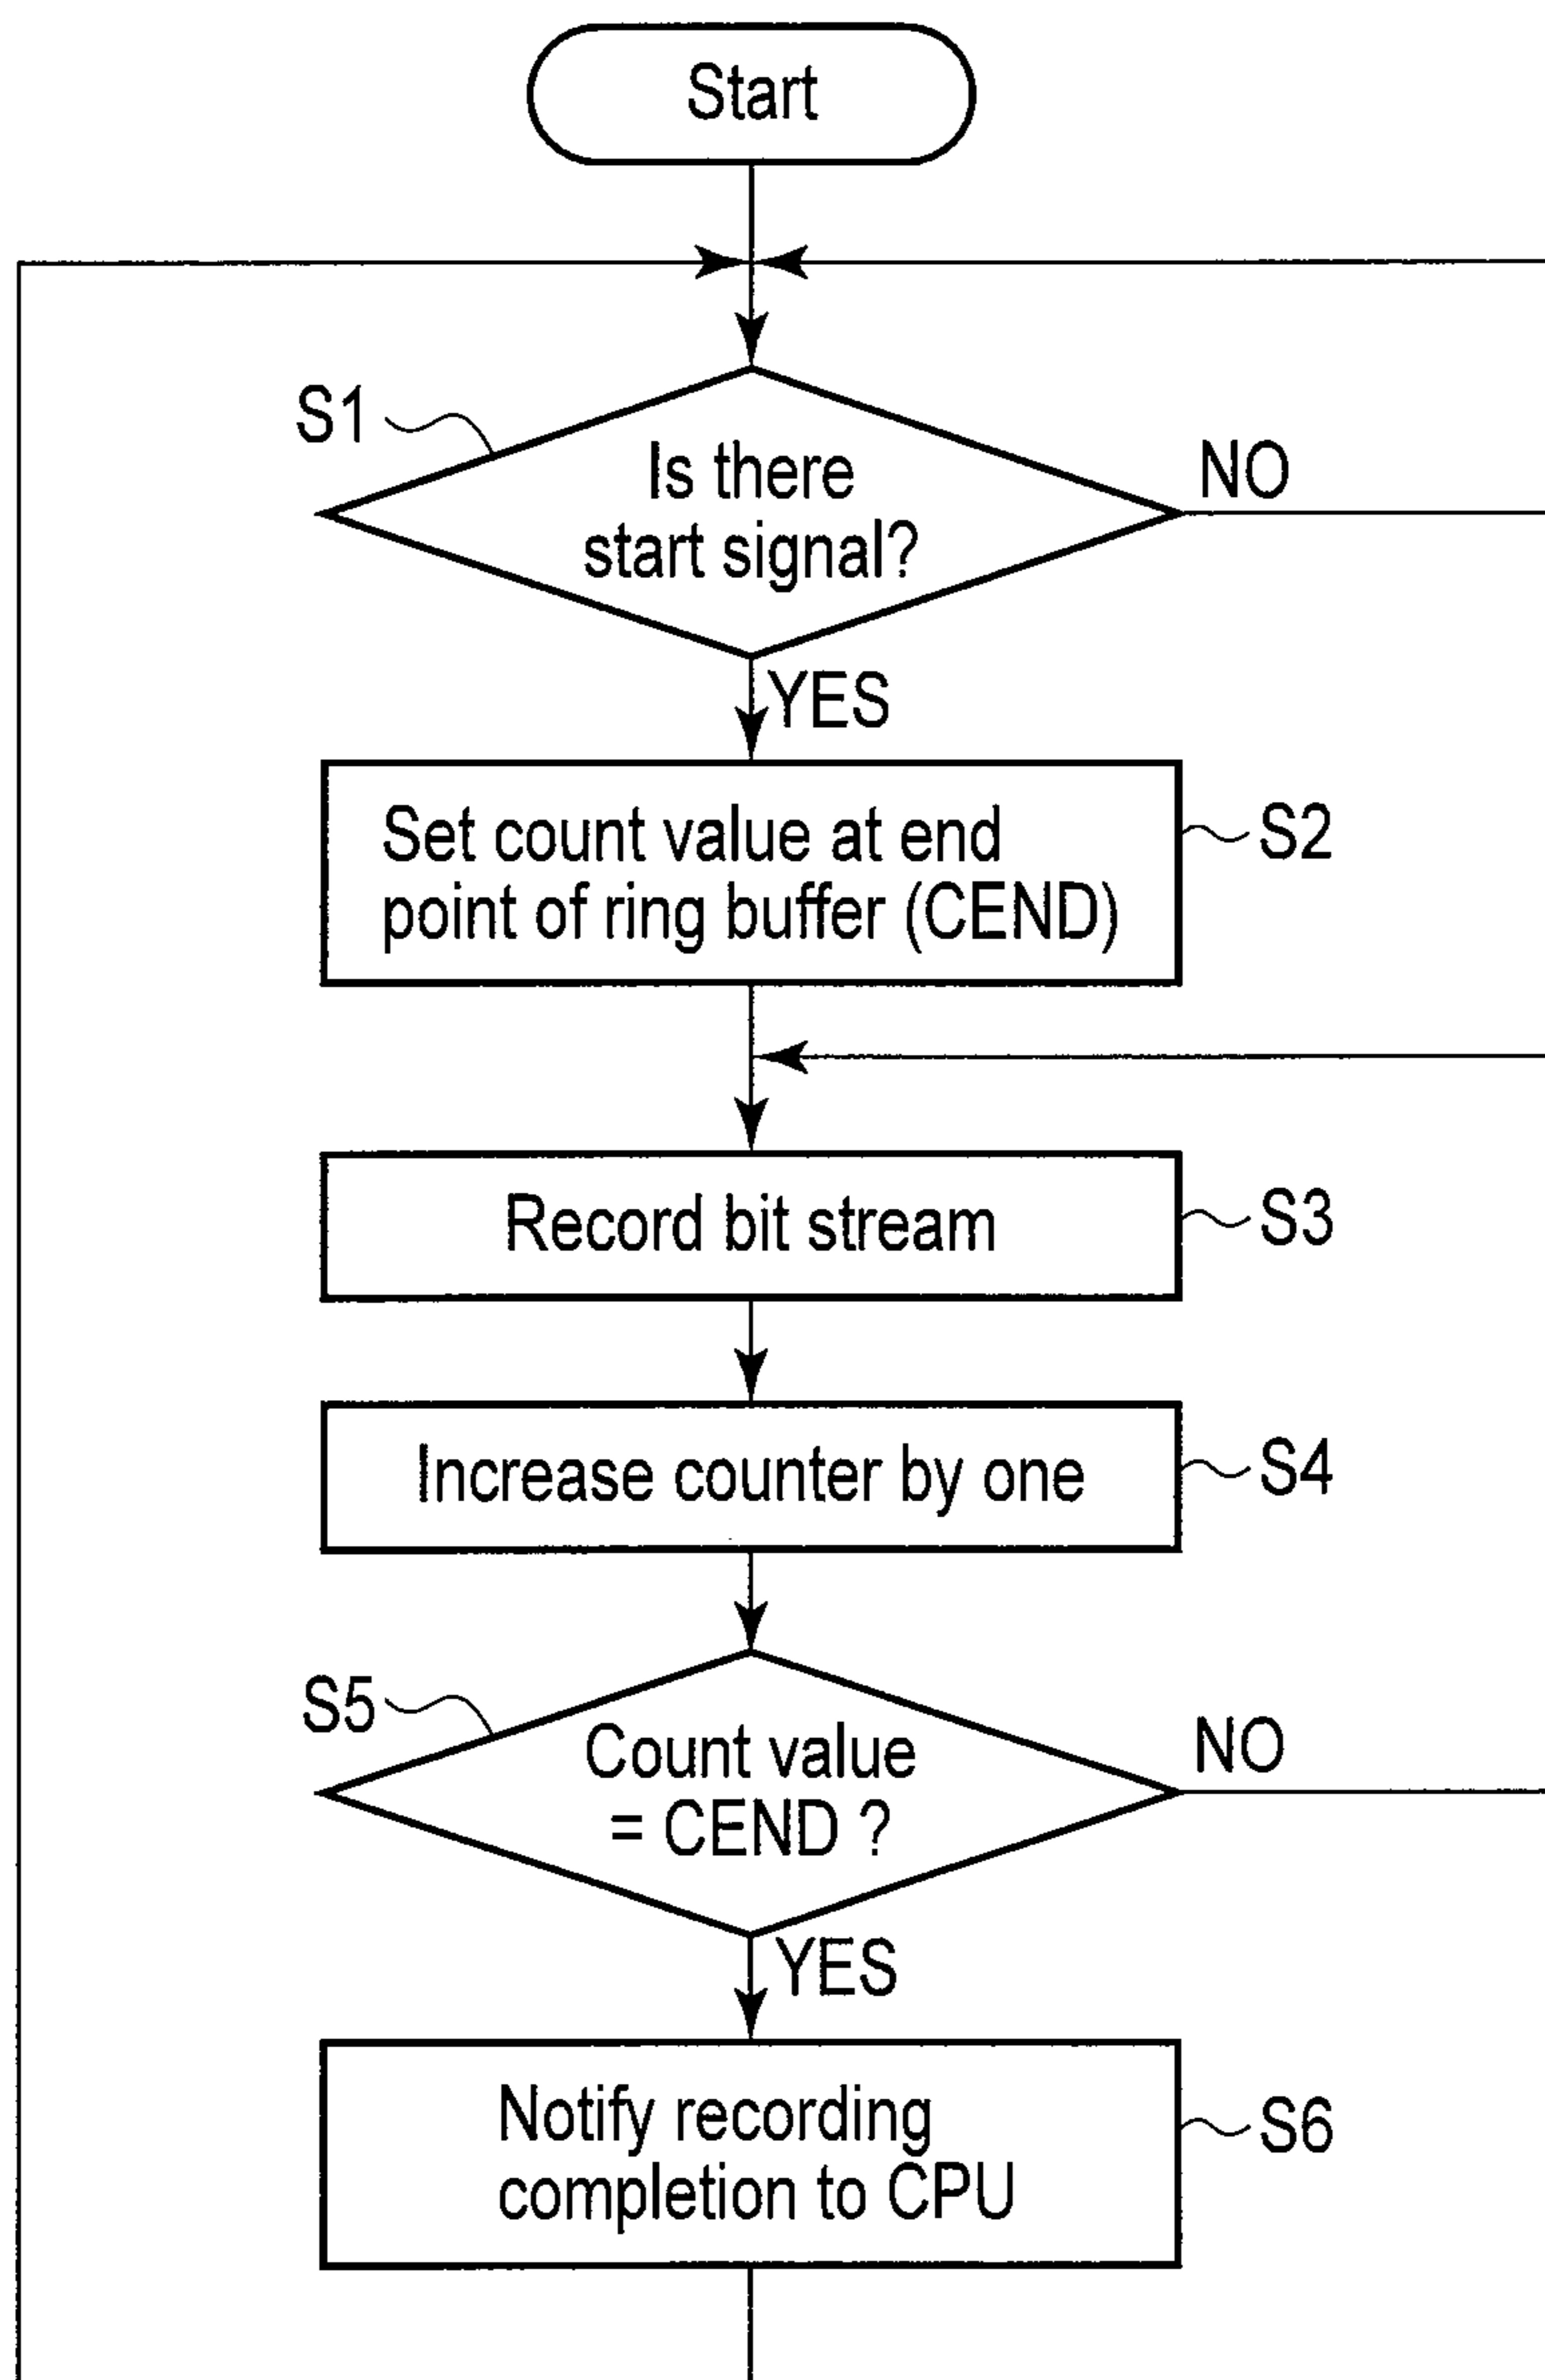 Start
S1
Is there
start signal?
NO
YES
Set count value at end
point of ring buffer (CEND)
S2
Record bit stream
S3
Increase counter by one
S4
S5
Count value
= CEND ?
NO
YES
Notify recording
completion to CPU
S6